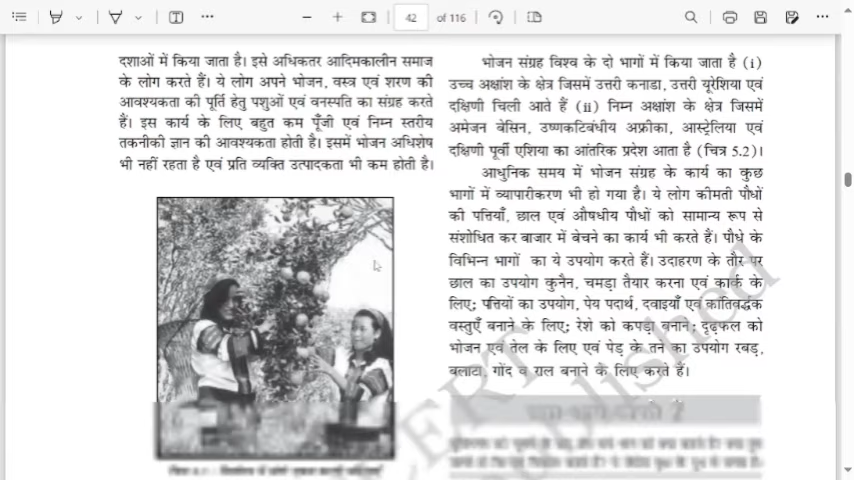 42 of 116
दशाओं में किया जाता है। इसे अधिकतर आदिमकालीन समाज
के लोग करते हैं। ये लोग अपने भोजन, वस्त्र एवं शरण की
आवश्यकता की पूर्ति हेतु पशुओं एवं वनस्पति का संग्रह करते
हैं। इस कार्य के लिए बहुत कम पूँजी एवं निम्न स्तरीय
तकनीकी ज्ञान की आवश्यकता होती है। इसमें भोजन अधिशेष
भी नहीं रहता है एवं प्रति व्यक्ति उत्पादकता भी कम होती है।
भोजन संग्रह विश्व के दो भागों में किया जाता है (i)
उच्च अक्षांश के क्षेत्र जिसमें उत्तरी कनाडा, उत्तरी यूरेशिया एवं
दक्षिणी चिली आते हैं (ii) निम्न अक्षांश के क्षेत्र जिसमें
अमेजन बेसिन, उष्णकटिबंधीय अफ्रीका, आस्ट्रेलिया एवं
दक्षिणी पूर्वी एशिया का आंतरिक प्रदेश आता है (चित्र 5.2)।
आधुनिक समय में भोजन संग्रह के कार्य का कुछ
भागों में व्यापारीकरण भी हो गया है। ये लोग कीमती पौधों
की पत्तियाँ, छाल एवं औषधीय पौधों को सामान्य रूप से
संशोधित कर बाजार में बेचने का कार्य भी करते हैं। पौधे के
विभिन्न भागों का ये उपयोग करते हैं। उदाहरण के तौर पर
छाल का उपयोग कुनैन, चमड़ा तैयार करना एवं कार्क के
लिए; पत्तियों का उपयोग, पेय पदार्थ, दवाइयाँ एवं कांतिवर्द्धक
वस्तुएँ बनाने के लिए; रेशे को कपड़ा बनाने; दृढ़फल को
भोजन एवं तेल के लिए एवं पेड़ के तने का उपयोग रबड़,
बलाटा, गोंद व राल बनाने के लिए करते हैं।